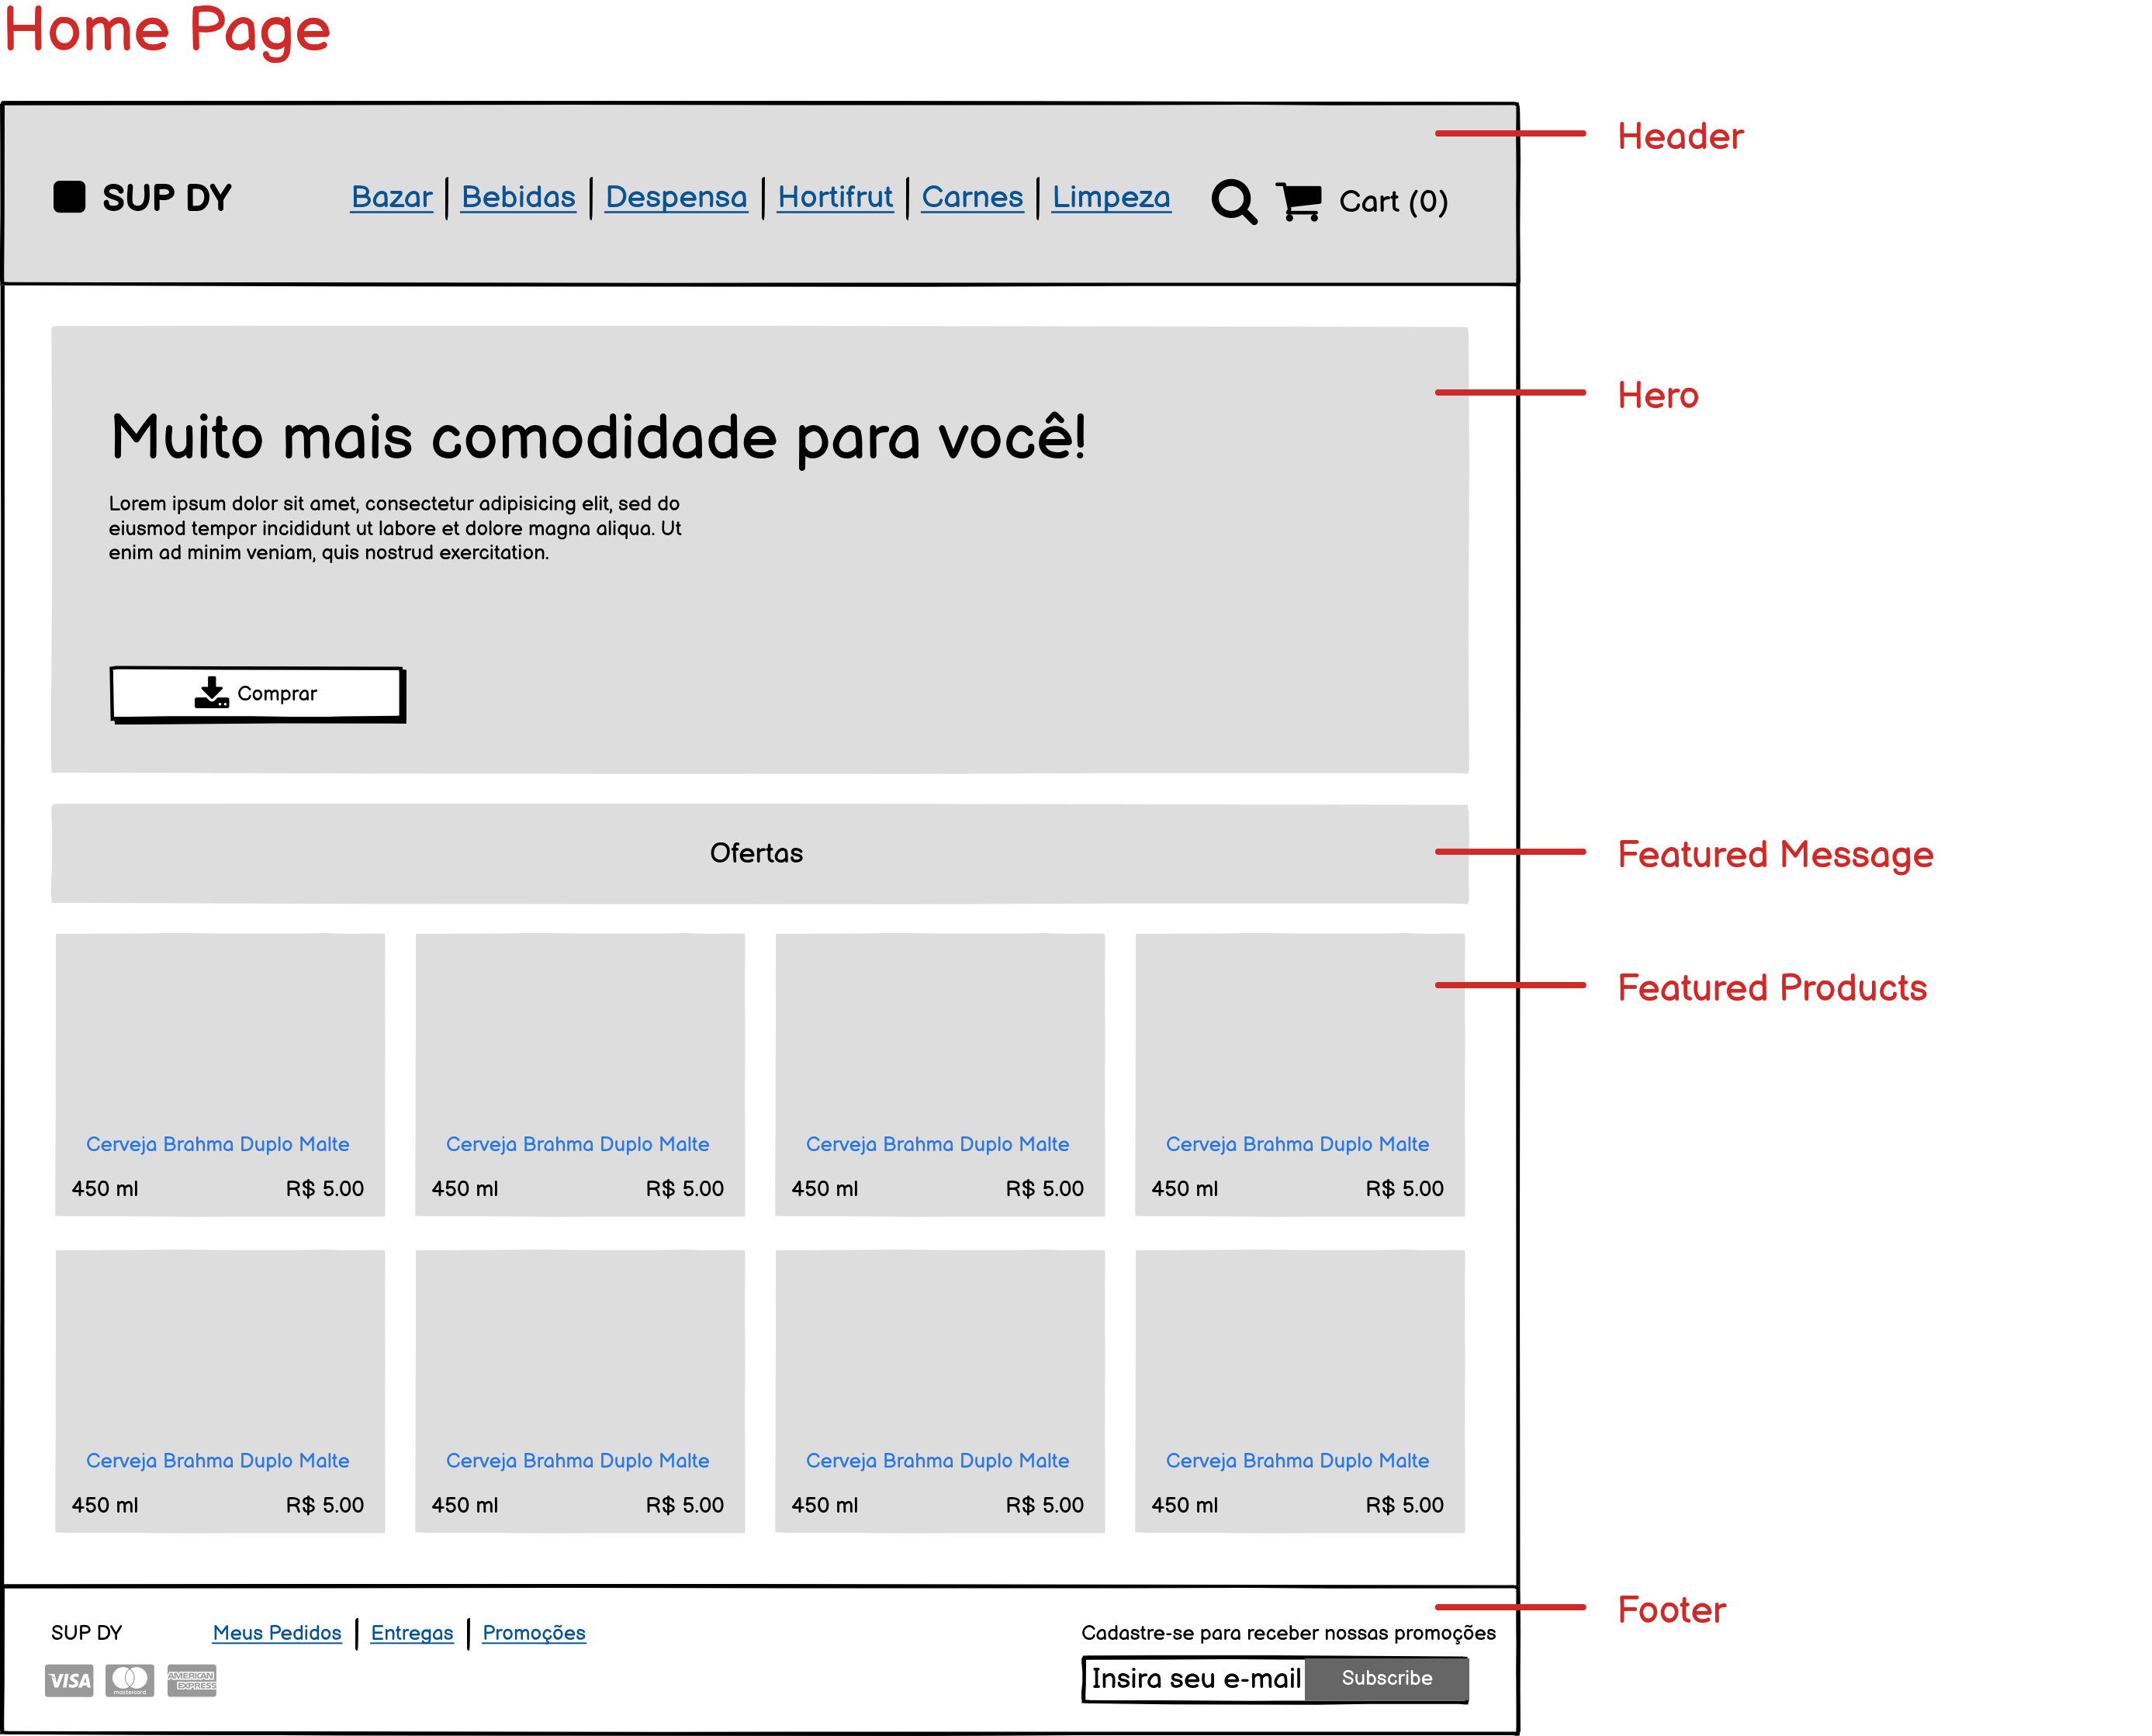 Home Page
Header
SUP DY
Bazar Bebidas Despensa Hortifrut Carnes Limpeza
Cart (0)
Hero
Muito mais comodidade para você!
Lorem ipsum dolor sit amet, consectetur adipisicing elit, sed do
eiusmod tempor incididunt ut labore et dolore magna aliqua. Ut
enim ad minim veniam, quis nostrud exercitation.
Comprar
Ofertas
Featured Message
Featured Products
Cerveja Brahma Duplo Malte Cerveja Brahma Duplo Malte Cerveja Brahma Duplo Malte Cerveja Brahma Duplo Malte
450 ml R$ 5.00 450 ml R$ 5.00 450 ml R$ 5.00 450 ml R$ 5.00
Cerveja Brahma Duplo Malte Cerveja Brahma Duplo Malte Cerveja Brahma Duplo Malte Cerveja Brahma Duplo Malte
450 ml R$ 5.00 450 ml R$ 5.00 450 ml R$ 5.00 450 ml R$ 5.00
Footer
SUP DY
Meus Pedidos Entregas Promoções
Cadastre-se para receber nossas promoções
VISA
mastercard
AMERICAN
EXPRESS
Insira seu e-mail
Subscribe